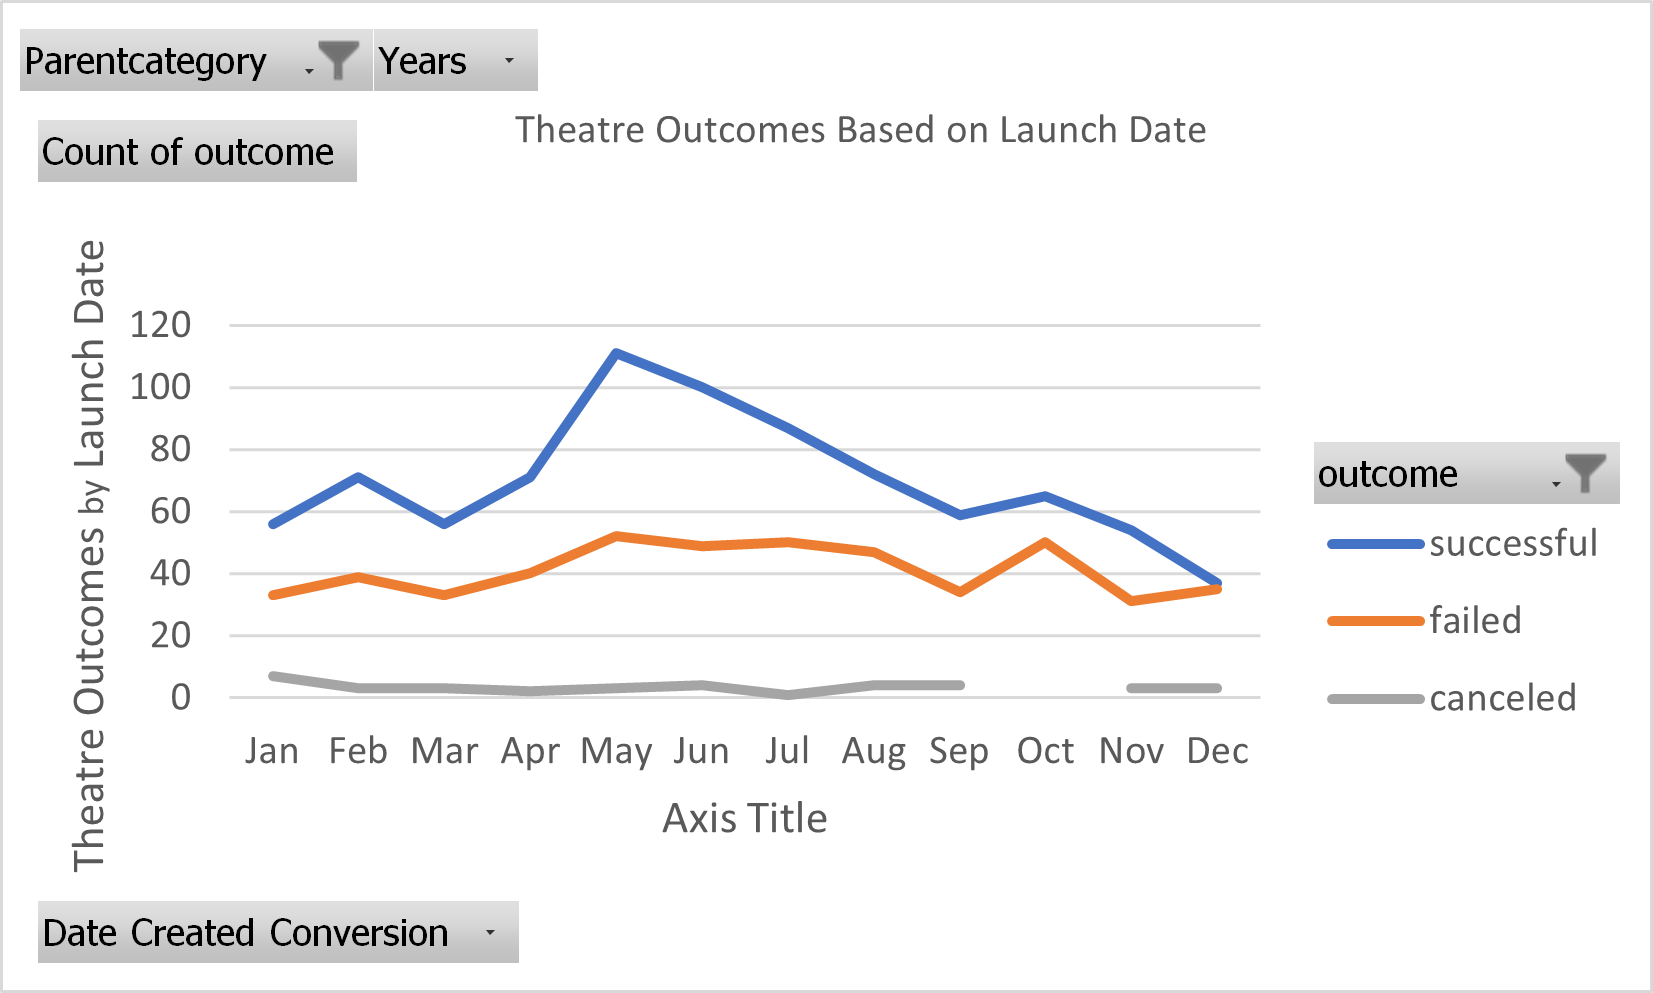 Parentcategory Years
Count of outcome
Theatre Outcomes Based on Launch Date
Theatre Outcomes by Launch Date
120
100
80
60
40
20
0
Jan Feb Mar Apr May Jun Jul Aug Sep Oct Nov Dec
Axis Title
outcome
successful
failed
canceled
Date Created Conversion